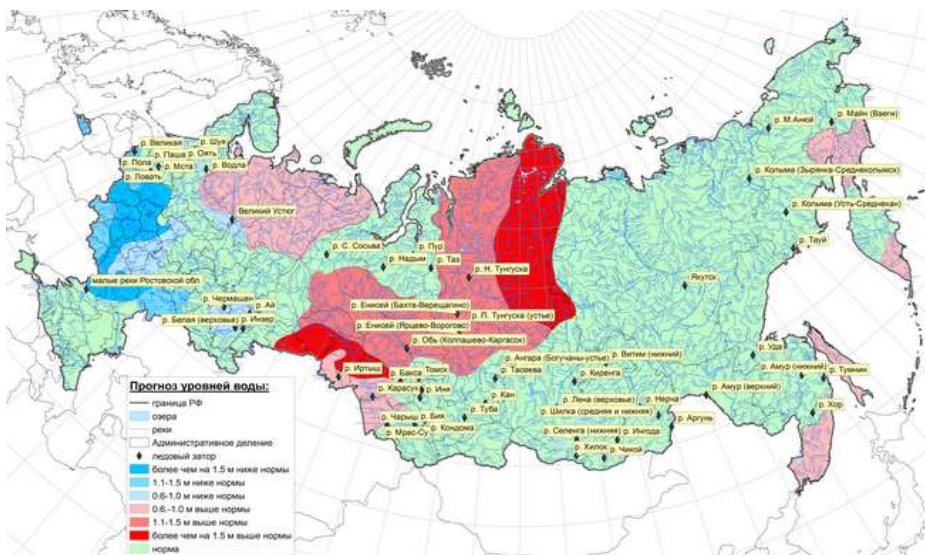 р. Великая
р. Шуя
р. Паша
р. Оять
р. Пола
р. Мста
р. Водла
р. Ловать
Великий Устюг
малые реки Ростовской обл
р. Чермашан
р. Ай
р. Белая (верховье)
р. Инзер
р. С. Сосьва
р. Пур
р. Надым
р. Таз
р. Н. Тунгуска
р. Енисей (Бахта-Верещагино)
р. П. Тунгуска (устье)
р. Енисей (Ярцево-Ворогово)
р. Обь (Колпашево-Каргасок)
р. Иртыш
р. Бакса
Томск
р. Карасук
р. Иня
р. Чарыш
р. Бия
р. Мрас-Су
р. Кондома
р. Ангара (Богучаны-устье)
р. Тасеева
р. Кан
р. Туба
р. Витим (нижний)
р. Киренга
р. Лена (верховье)
р. Нерча
р. Шилка (средняя и нижняя)
р. Аргунь
р. Селенга (нижняя)
р. Ингода
р. Хилок
р. Чикой
р. Амур (верхний)
р. Амур (нижний)
р. Уда
р. Тумнин
р. Хор
Якутск
р. Тауй
р. Колыма (Усть-Среднекан)
р. Колыма (Зырянка-Среднеколымск)
р. М.Анюй
р. Майн (Ваеги)
Прогноз уровней воды:
граница РФ
озера
реки
Административное деление
ледовый затор
более чем на 1.5 м ниже нормы
1.1-1.5 м ниже нормы
0.6-1.0 м ниже нормы
0.6.-1.0 м выше нормы
1.1-1.5 м выше нормы
более чем на 1.5 м выше нормы
норма